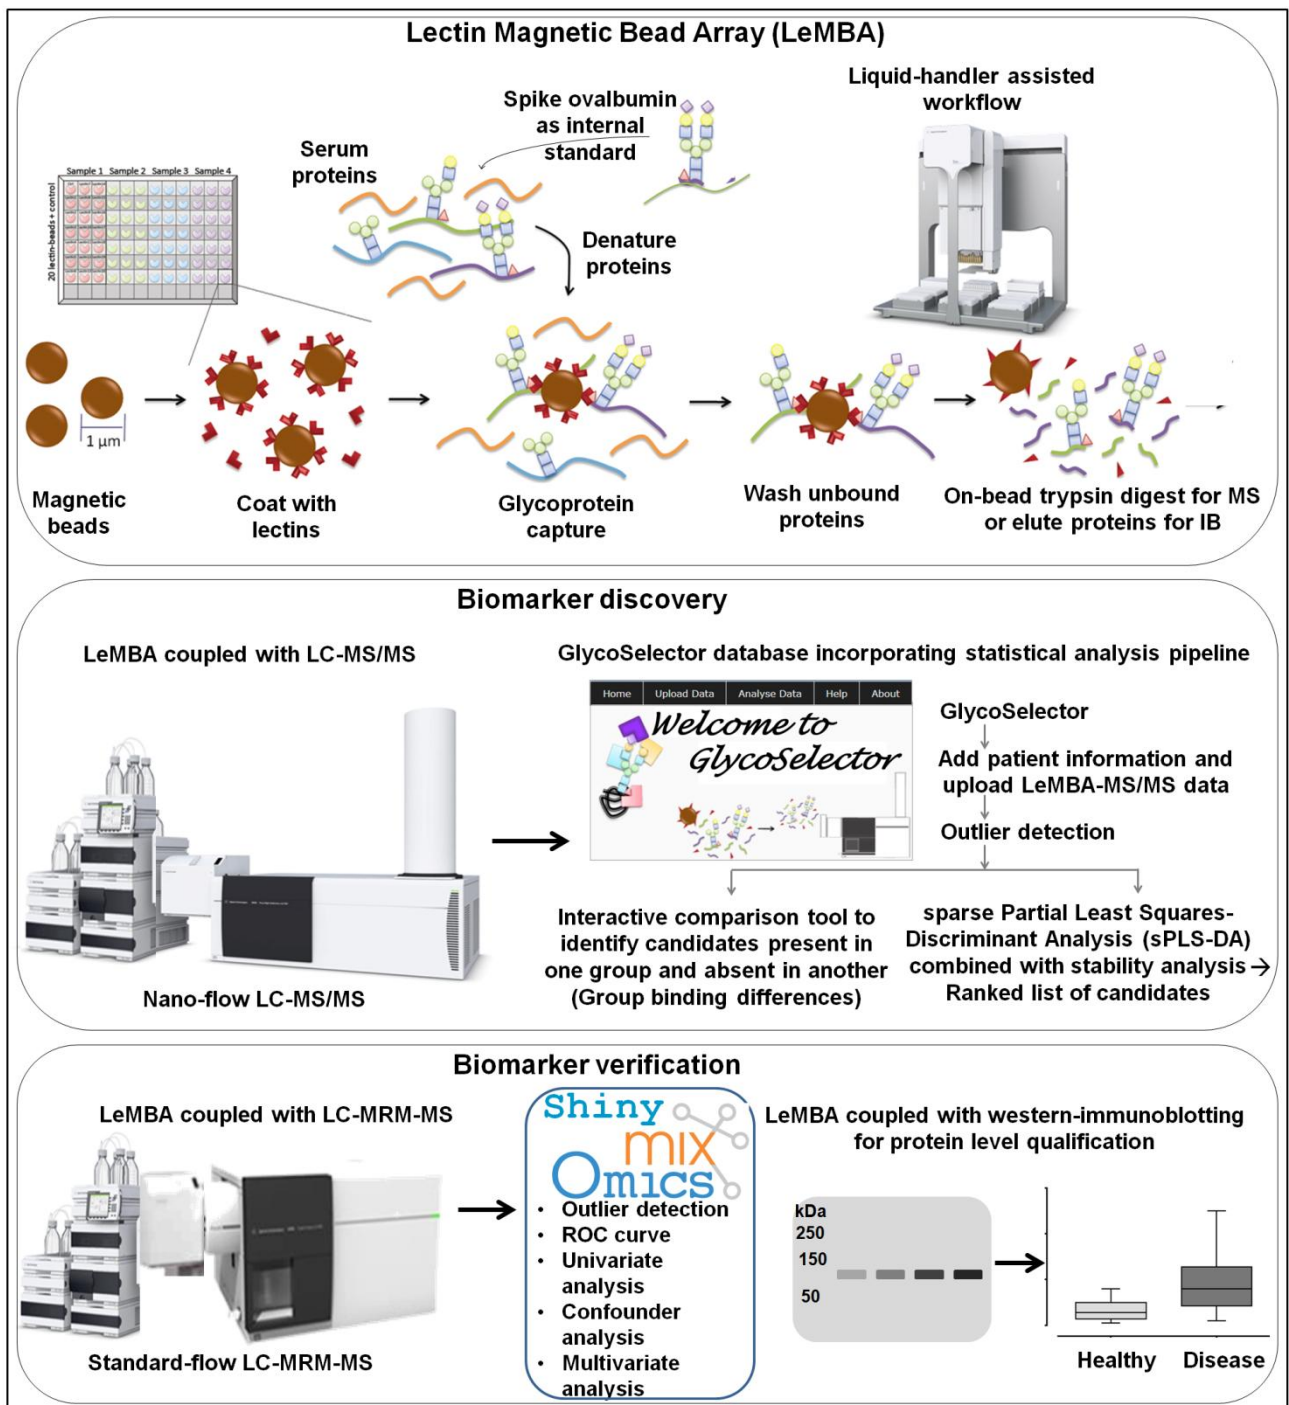 Lectin Magnetic Bead Array (LeMBA)
Liquid-handler assisted
workflow
Spike ovalbumin
as internal
standard
Serum
proteins
Sample 1 Sample 2 Sample 3 Sample 4
20 lectin-beads + control
Denature
proteins
1 µm
Magnetic
beads
Coat with
lectins
Glycoprotein
capture
Wash unbound
proteins
On-bead trypsin digest for MS
or elute proteins for IB
Biomarker discovery
LeMBA coupled with LC-MS/MS
GlycoSelector database incorporating statistical analysis pipeline
Home Upload Data Analyse Data Help About
Welcome to
GlycoSelector
GlycoSelector
Add patient information and
upload LeMBA-MS/MS data
Outlier detection
Interactive comparison tool to
identify candidates present in
one group and absent in another
(Group binding differences)
sparse Partial Least Squares-
Discriminant Analysis (sPLS-DA)
combined with stability analysis →
Ranked list of candidates
Nano-flow LC-MS/MS
Biomarker verification
LeMBA coupled with LC-MRM-MS
Shiny
mix
Omics
• Outlier detection
• ROC curve
• Univariate
analysis
• Confounder
analysis
• Multivariate
analysis
LeMBA coupled with western-immunoblotting
for protein level qualification
kDa
250
150
50
Healthy Disease
Standard-flow LC-MRM-MS